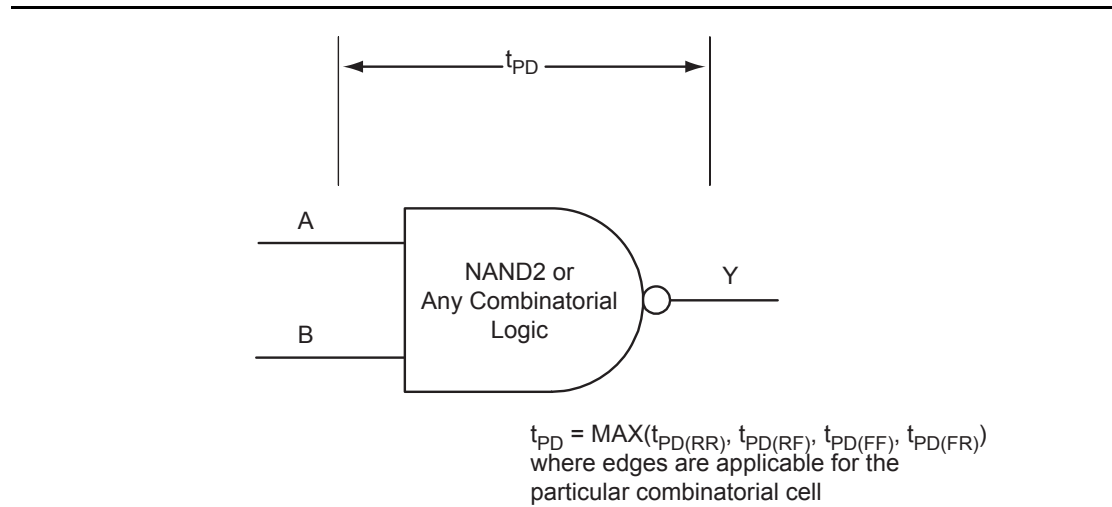 tPD
A
NAND2 or
Any Combinatorial
Logic
Y
B
tPD = MAX(tPD(RR), tPD(RF), tPD(FF), tPD(FR))
where edges are applicable for the
particular combinatorial cell